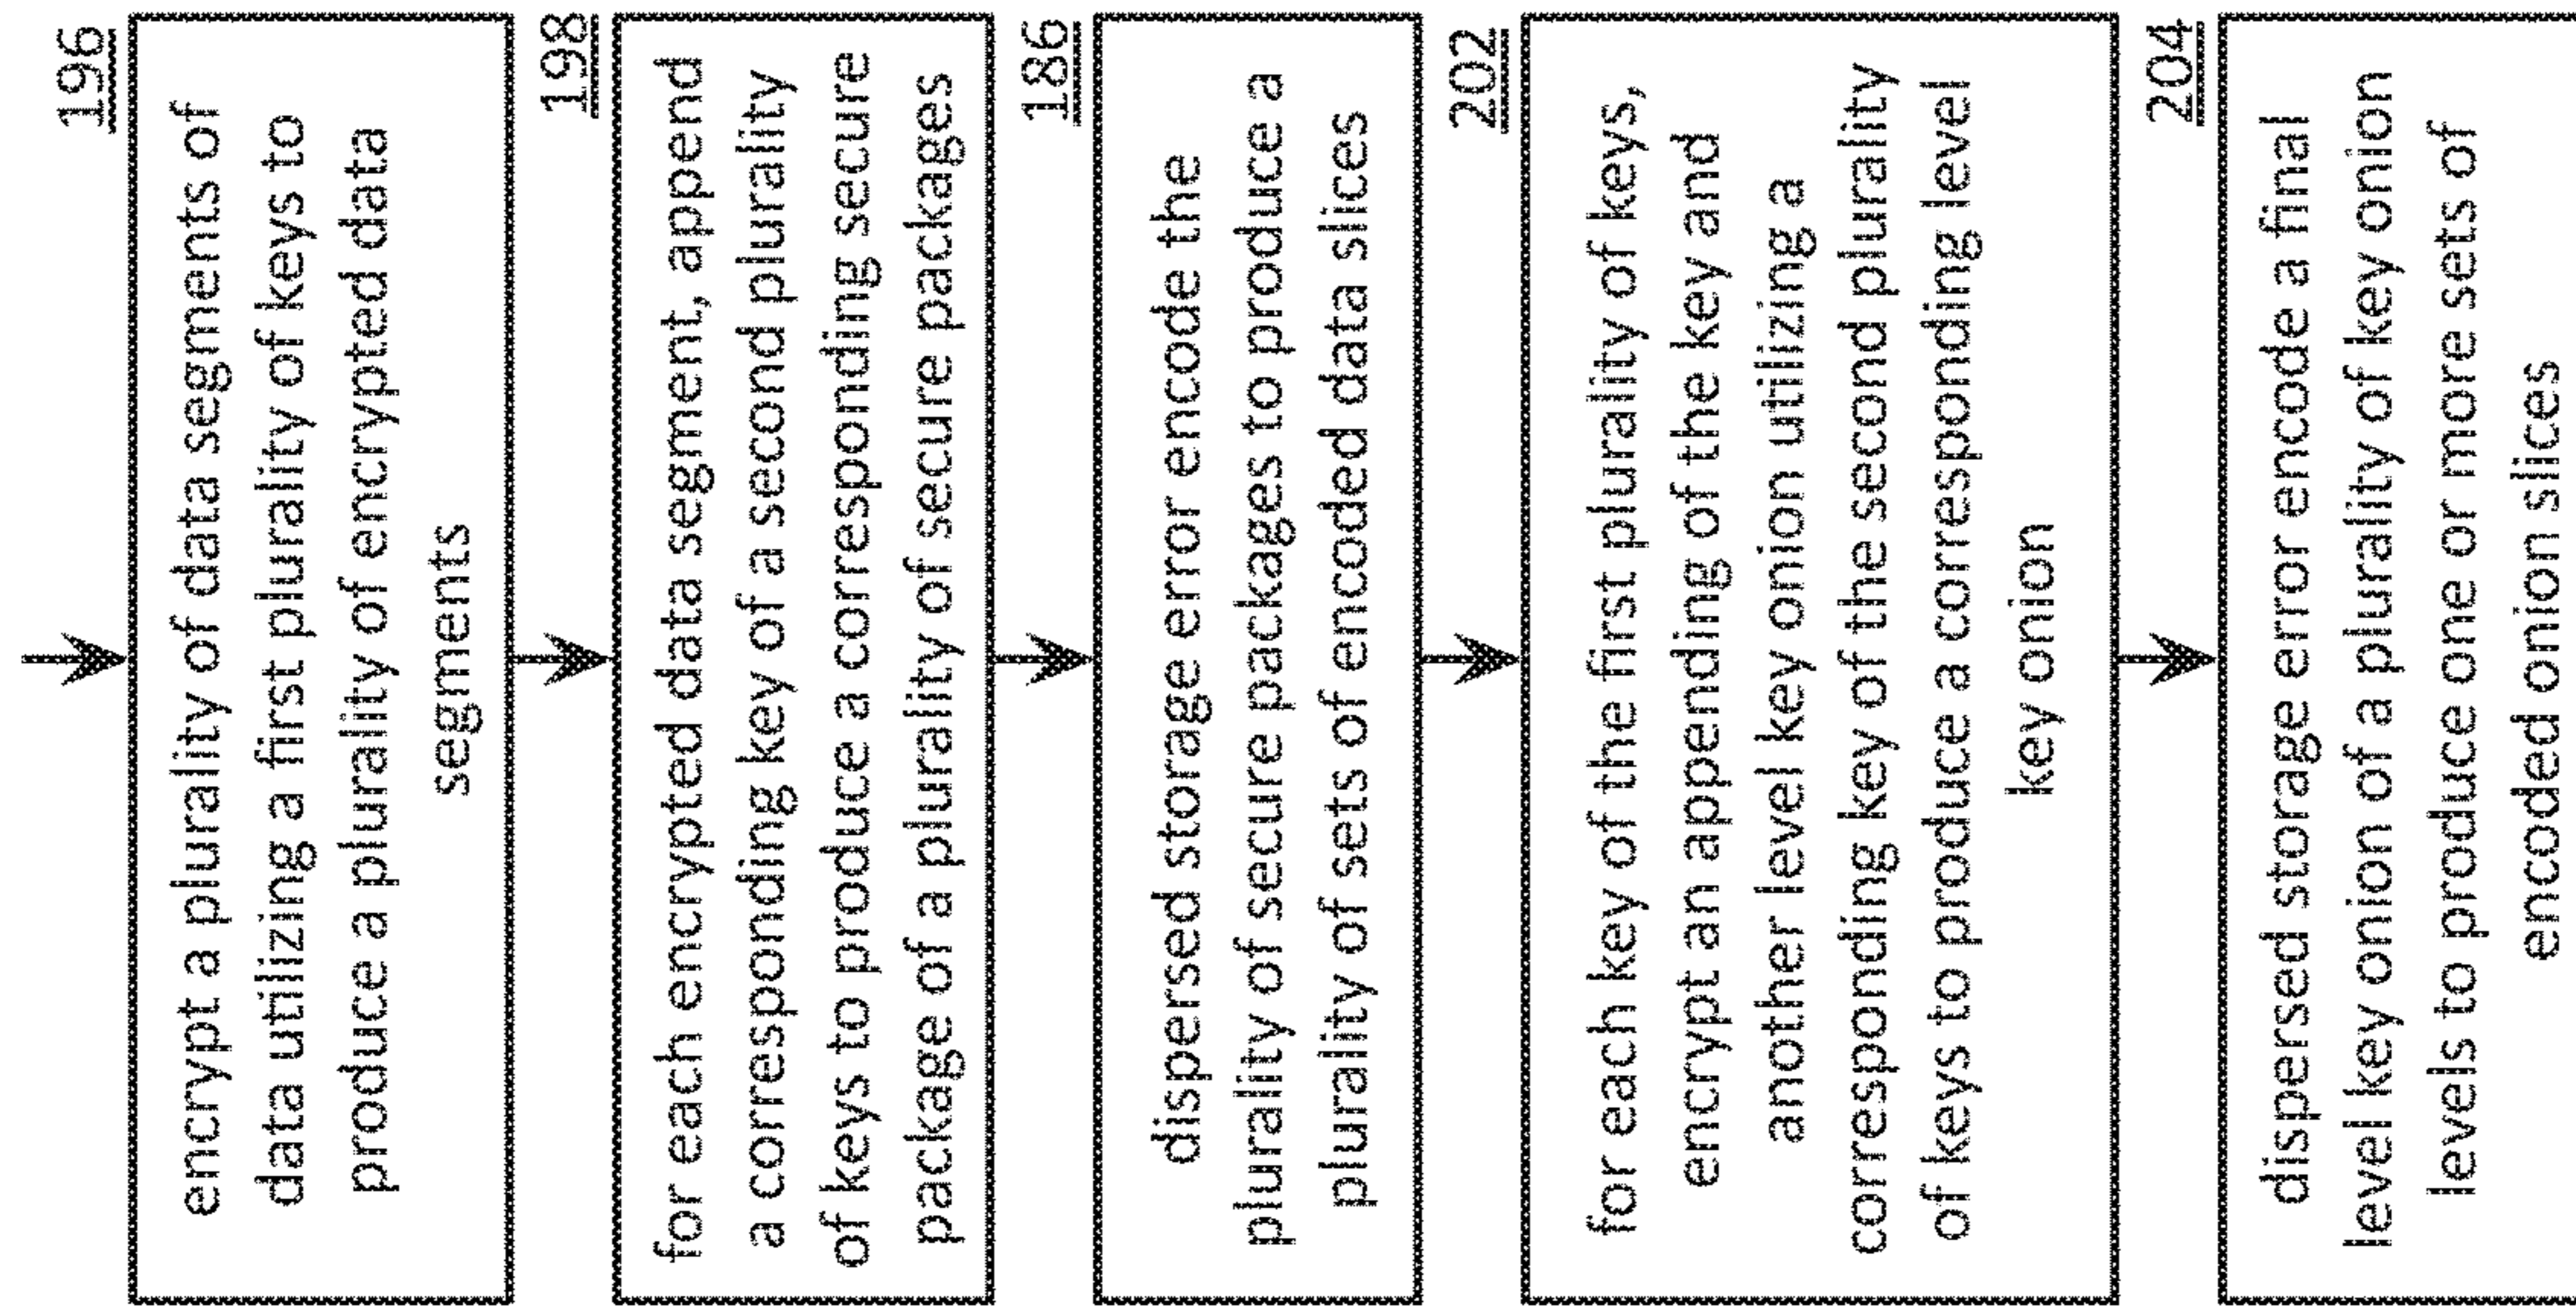 196
encrypt a plurality of data segments of
data utilizing a first plurality of keys to
produce a plurality of encrypted data
segments
198
for each encrypted data segment, append
a corresponding key of a second plurality
of keys to produce a corresponding secure
package of a plurality of secure packages
186
dispersed storage error encode the
plurality of secure packages to produce a
plurality of sets of encoded data slices
202
for each key of the first plurality of keys,
encrypt an appending of the key and
another level key onion utilizing a
corresponding key of the second plurality
of keys to produce a corresponding level
key onion
204
dispersed storage error encode a final
level key onion of a plurality of key onion
levels to produce one or more sets of
encoded onion slices